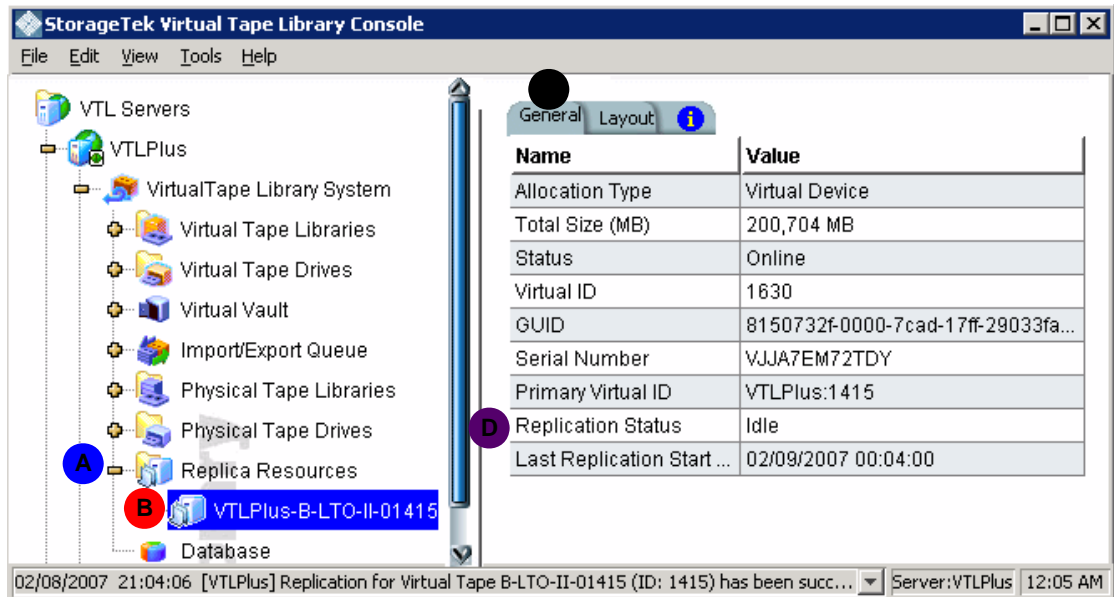 StorageTek Virtual Tape Library Console
File Edit View Tools Help
VTL Servers
VTLPlus
VirtualTape Library System
Virtual Tape Libraries
Virtual Tape Drives
Virtual Vault
Import/Export Queue
Physical Tape Libraries
Physical Tape Drives
A
Replica Resources
B
VTLPlus-B-LTO-II-01415
Database
General Layout i
Name Value
Allocation Type Virtual Device
Total Size (MB) 200,704 MB
Status Online
Virtual ID 1630
GUID 8150732f-0000-7cad-17ff-29033fa...
Serial Number VJJA7EM72TDY
Primary Virtual ID VTLPlus:1415
D Replication Status Idle
Last Replication Start ... 02/09/2007 00:04:00
02/08/2007 21:04:06 [VTLPlus] Replication for Virtual Tape B-LTO-II-01415 (ID: 1415) has been succ... Server:VTLPlus 12:05 AM